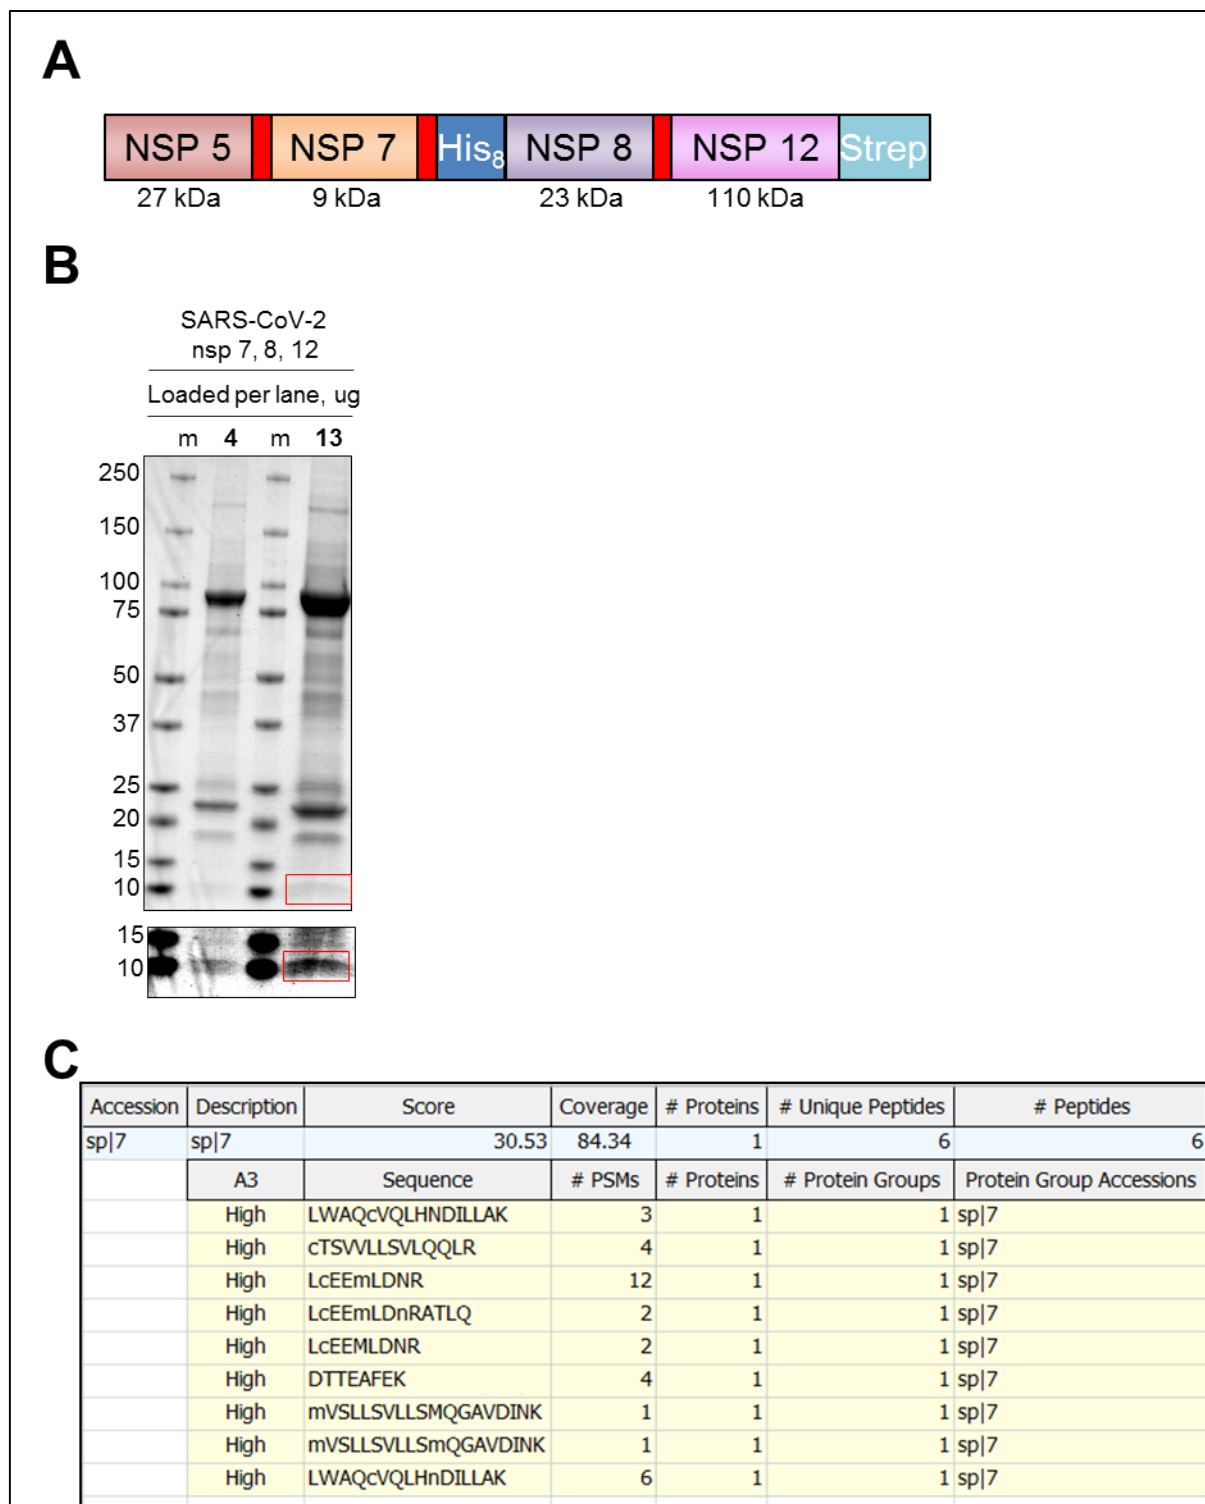 A
NSP 5 NSP 7 His8 NSP 8 NSP 12 Strep
27 kDa 9 kDa 23 kDa 110 kDa
B
SARS-CoV-2
nsp 7, 8, 12
Loaded per lane, ug
m 4 m 13
250
150
100
75
50
37
25
20
15
10
15
10
C
Accession Description Score Coverage # Proteins # Unique Peptides # Peptides
sp|7 sp|7 30.53 84.34 1 6 6
A3 Sequence # PSMs # Proteins # Protein Groups Protein Group Accessions
High LWAQcVQLHNDILLAK 3 1 1 sp|7
High cTSVVLLSVLQQLR 4 1 1 sp|7
High LcEEmLDNR 12 1 1 sp|7
High LcEEmLDnRATLQ 2 1 1 sp|7
High LcEEMLDNR 2 1 1 sp|7
High DTTEAFEK 4 1 1 sp|7
High mVSLLSVLLSMQGAVDINK 1 1 1 sp|7
High mVSLLSVLLSmQGAVDINK 1 1 1 sp|7
High LWAQcVQLHnDILLAK 6 1 1 sp|7